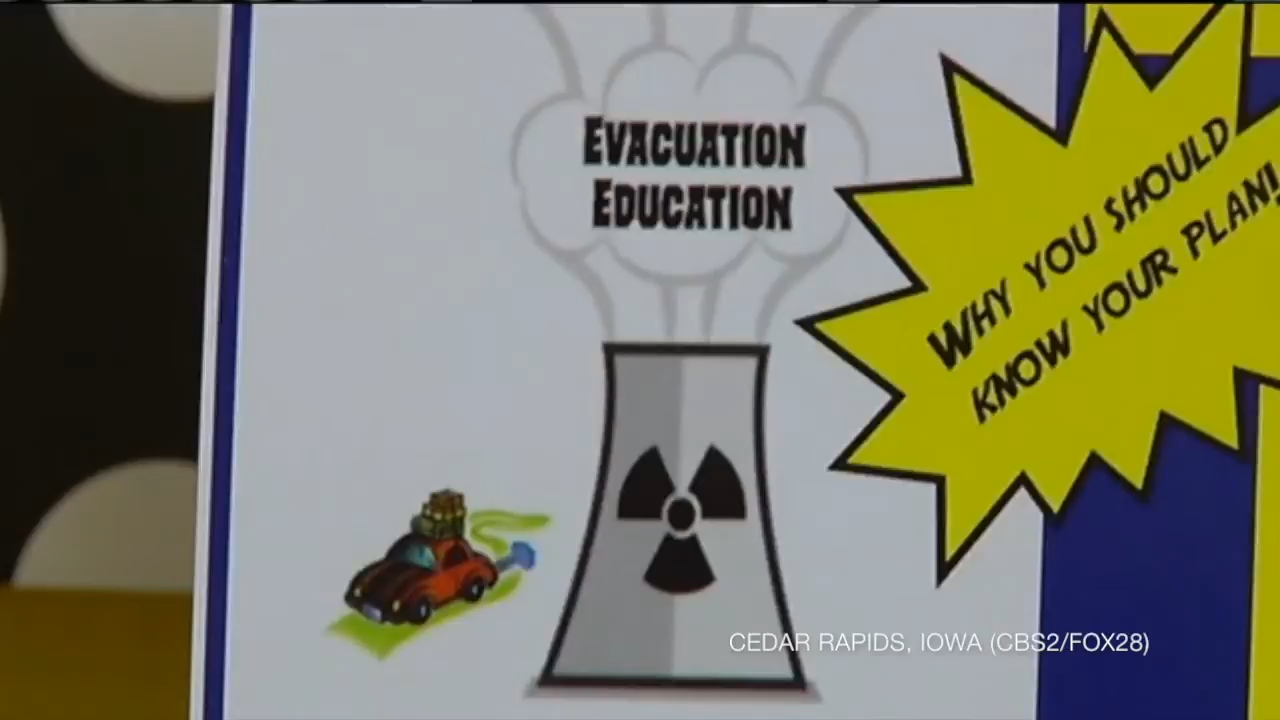 EVACUATION
EDUCATION
WHY YOU SHOULD
KNOW YOUR PLAN!
CEDAR RAPIDS, IOWA (CBS2/FOX28)